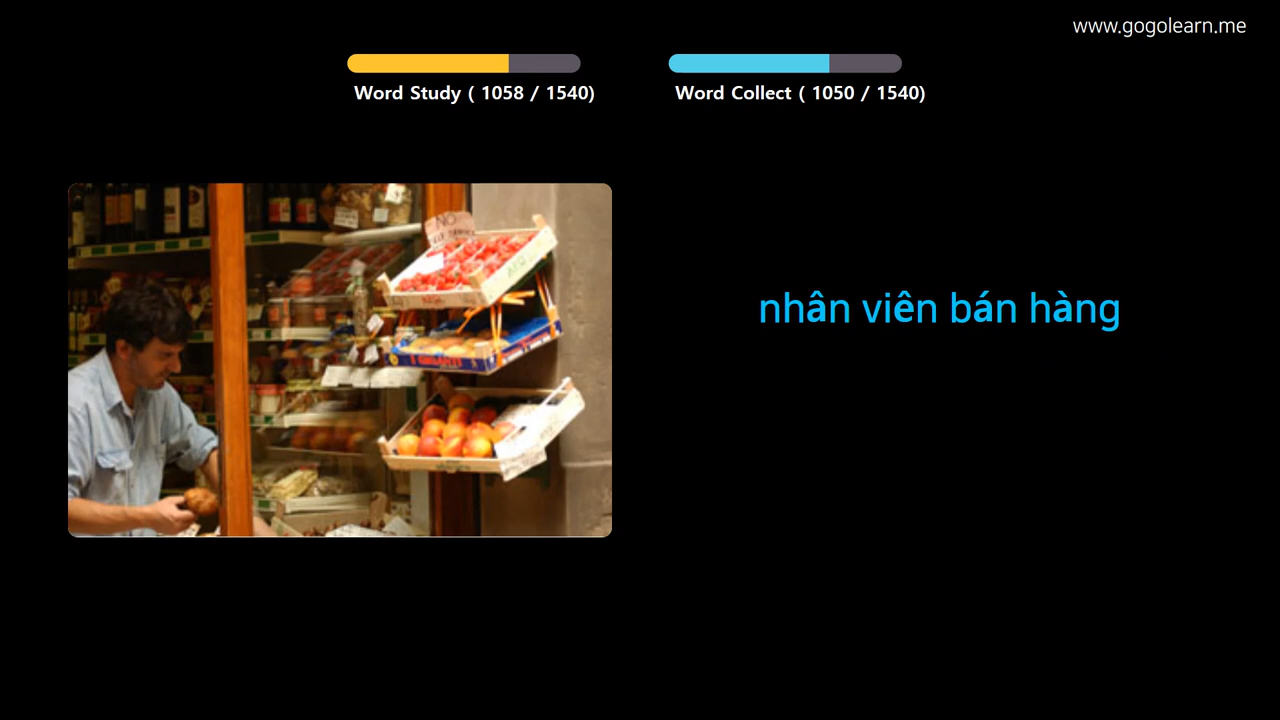 www.gogolearn.me
Word Study ( 1058 / 1540)
Word Collect ( 1050 / 1540)
NO
nhân viên bán hàng